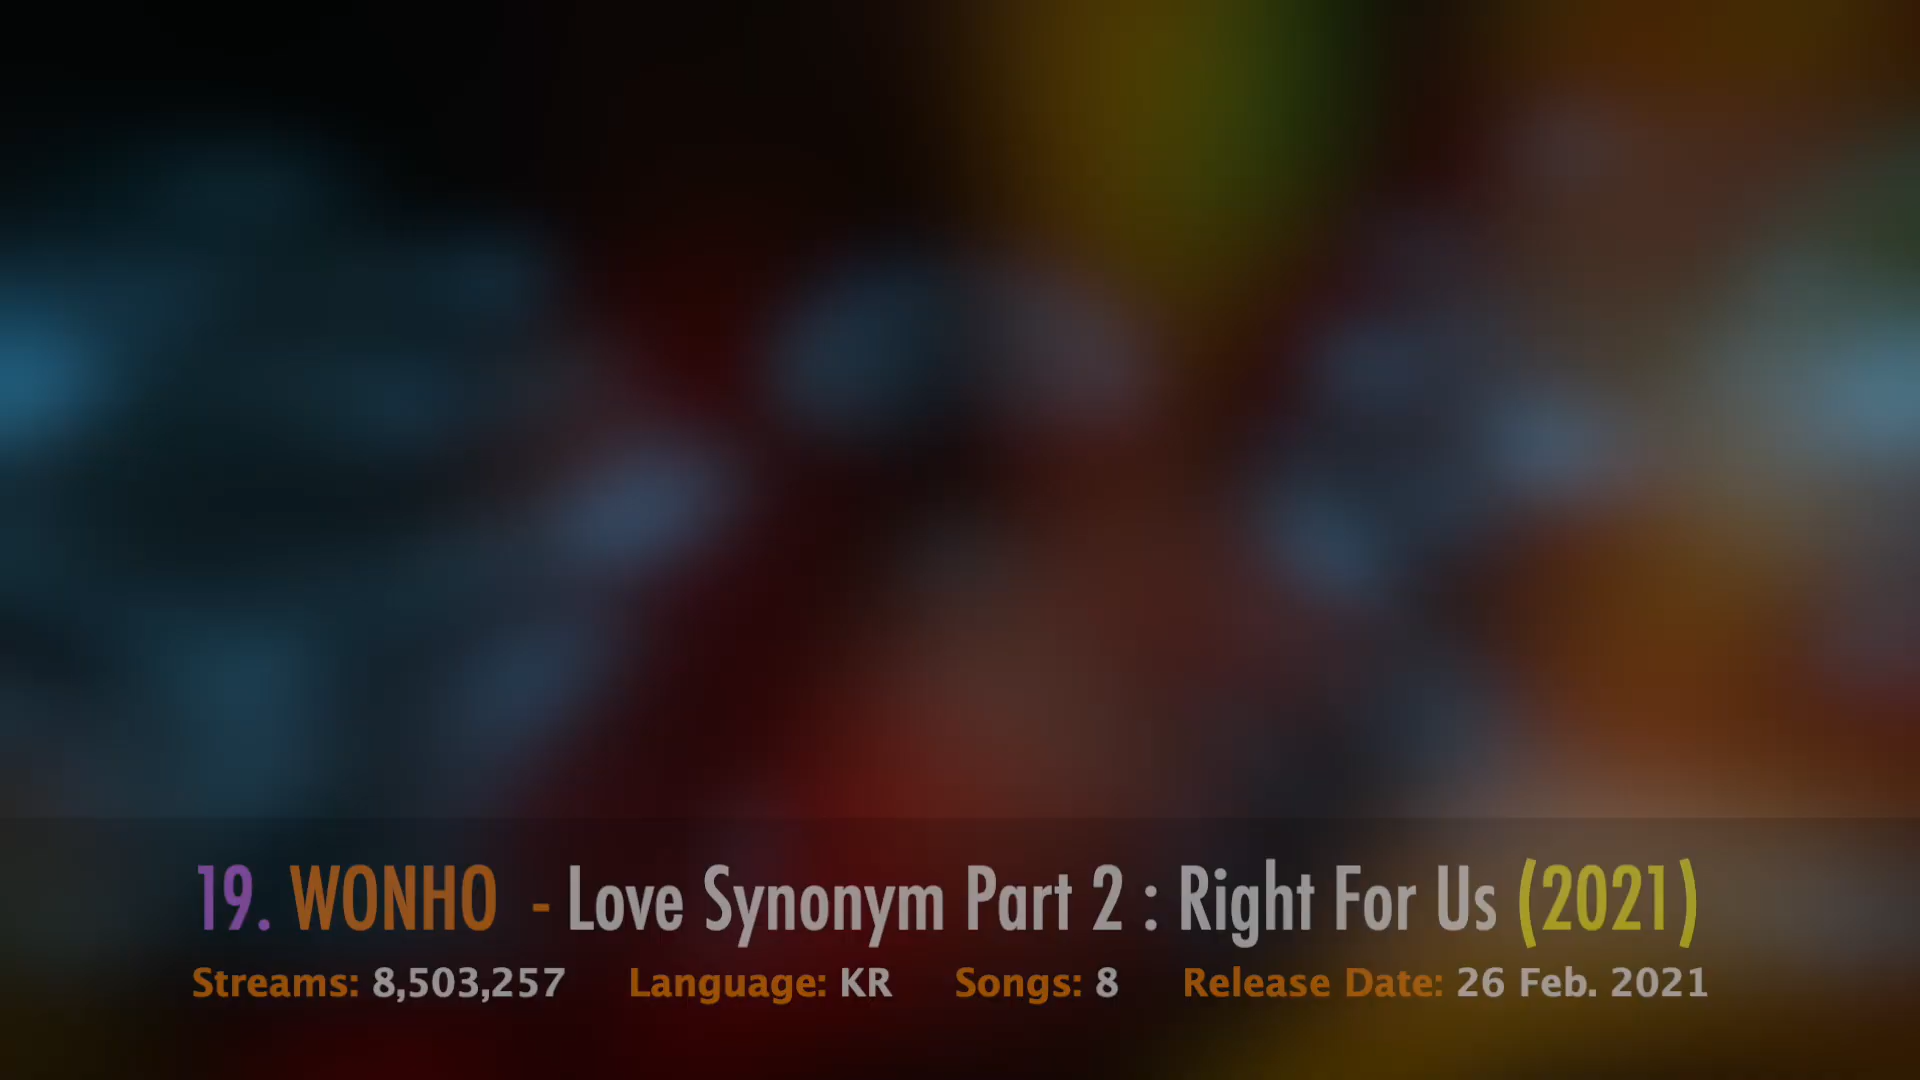 19. WONHO - Love Synonym Part 2 : Right For Us (2021)
Streams: 8,503,257 Language: KR Songs: 8 Release Date: 26 Feb. 2021